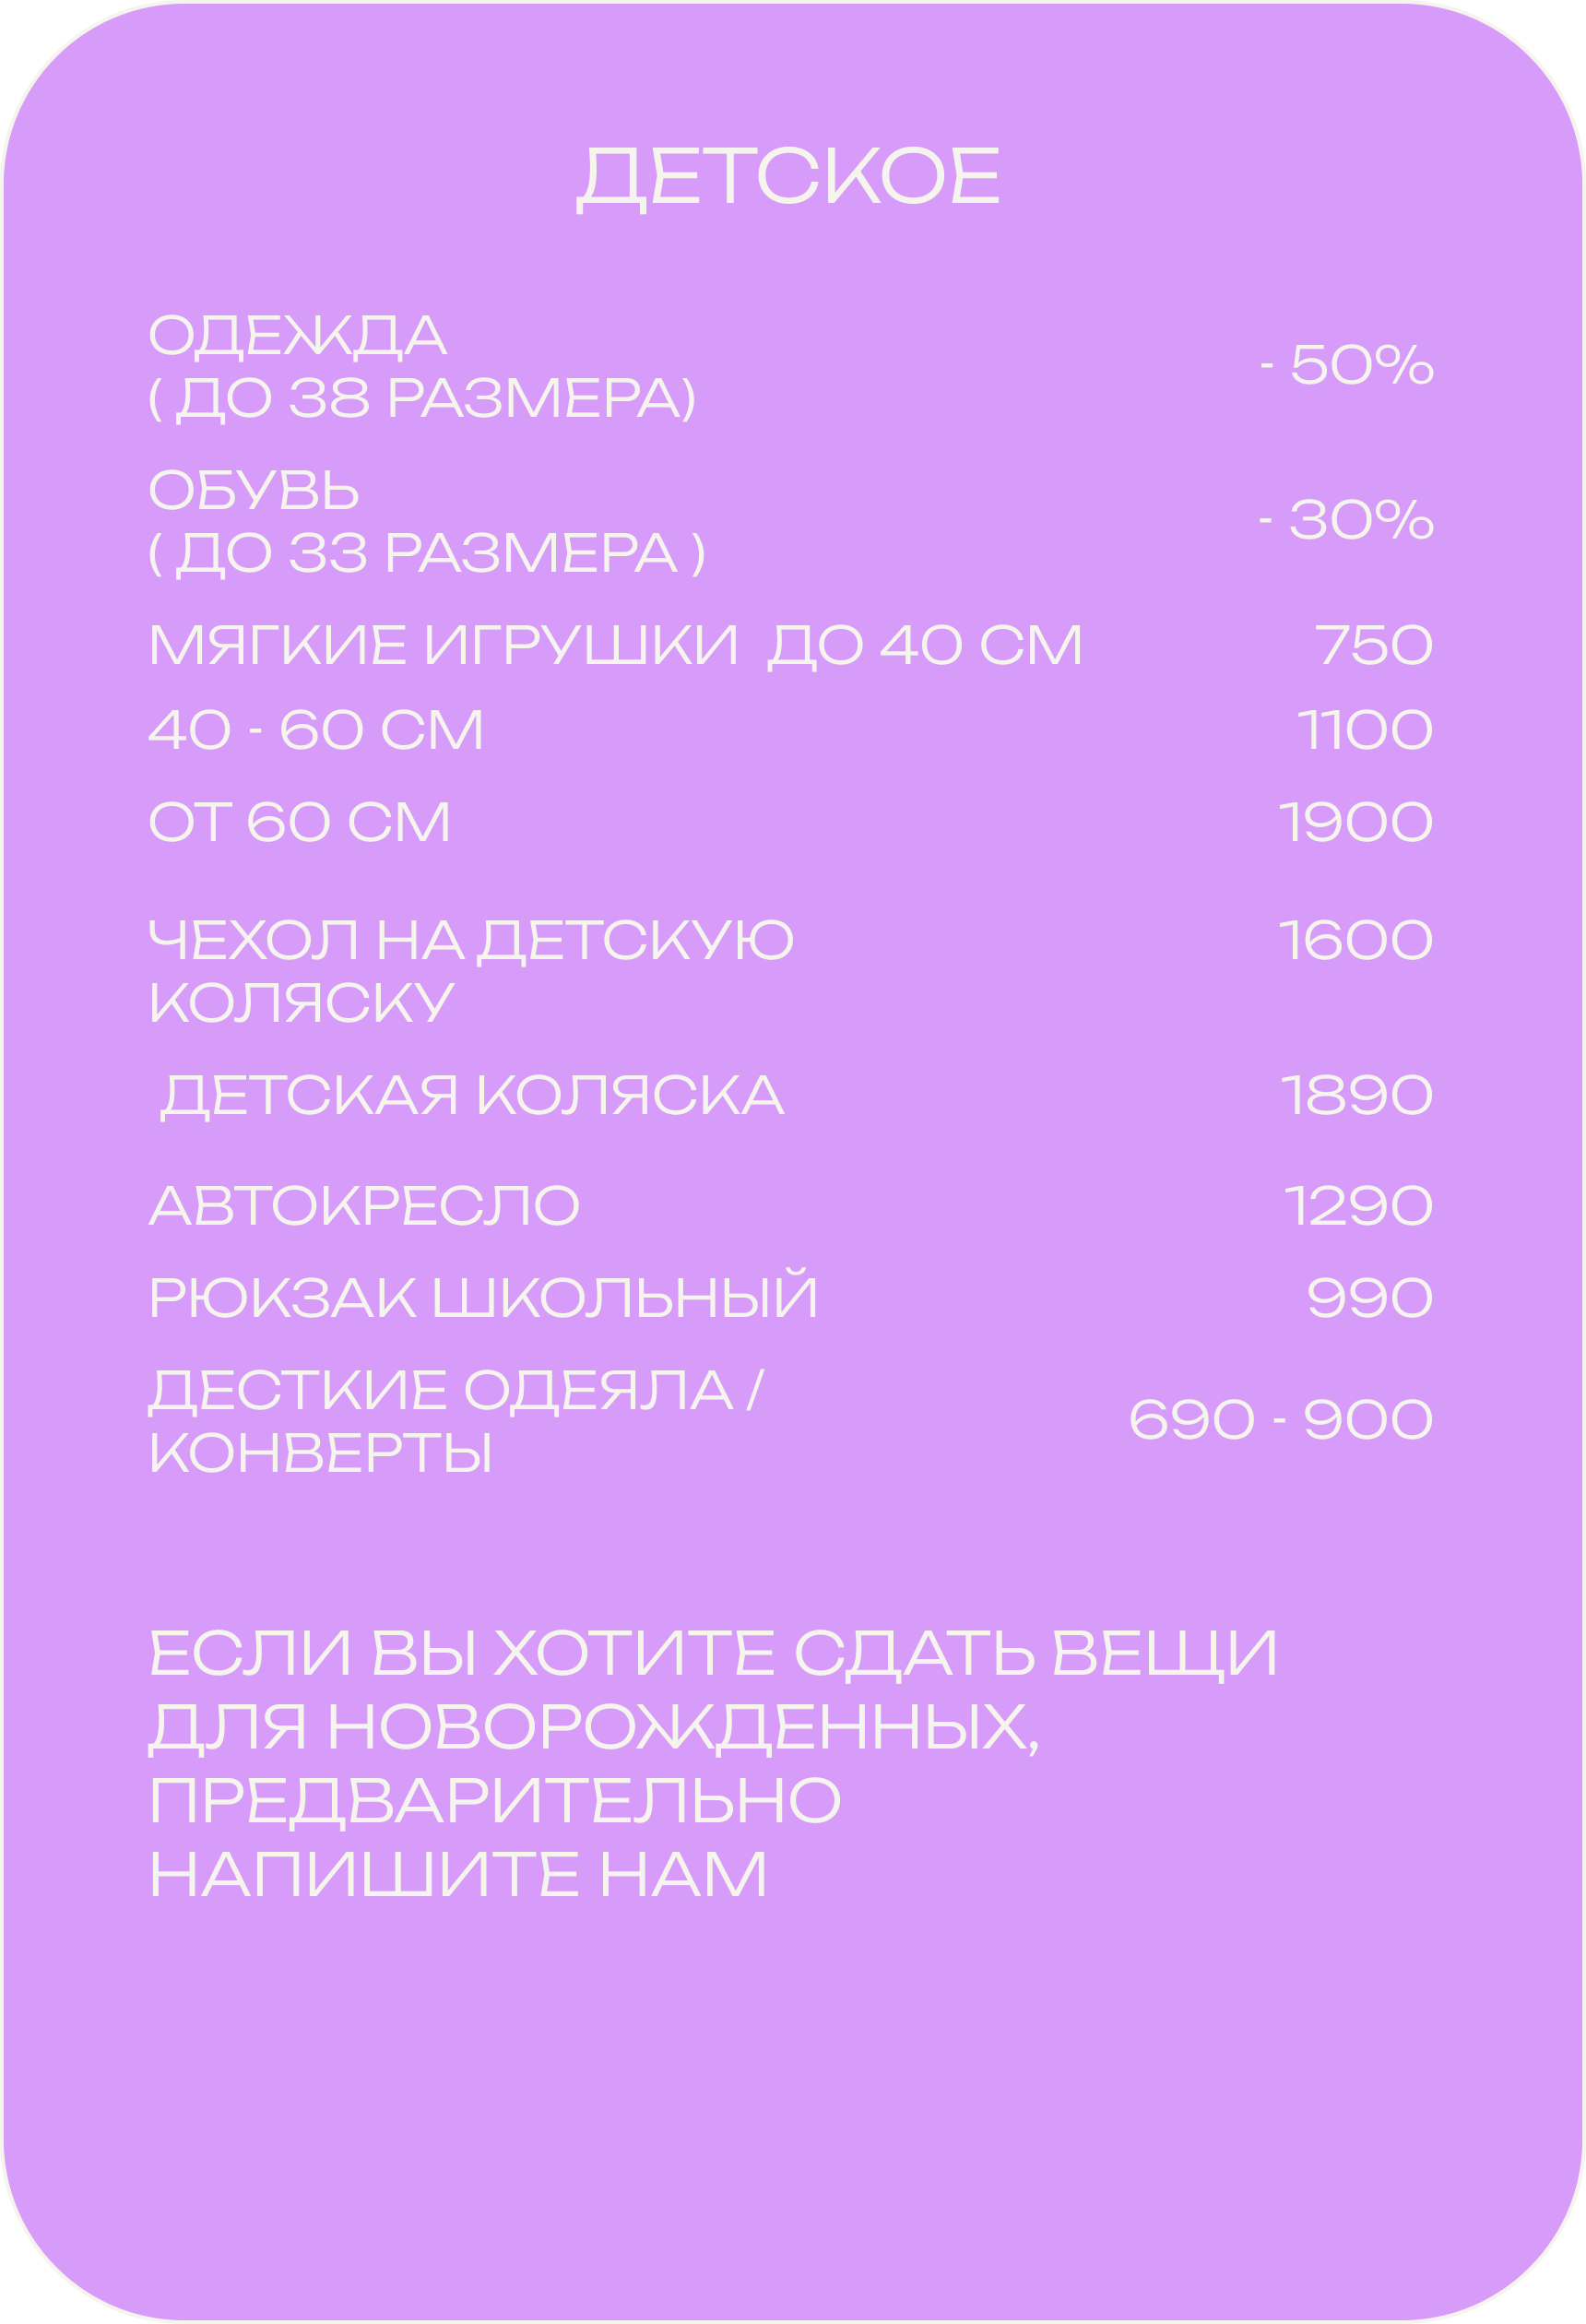 ДЕТСКОЕ
ОДЕЖДА
( ДО 38 РАЗМЕРА)
- 50%
ОБУВЬ
( ДО 33 РАЗМЕРА )
- 30%
МЯГКИЕ ИГРУШКИ  ДО 40 СМ 750
40 - 60 СМ 1100
ОТ 60 СМ 1900
ЧЕХОЛ НА ДЕТСКУЮ 1600
КОЛЯСКУ
ДЕТСКАЯ КОЛЯСКА 1890
АВТОКРЕСЛО 1290
РЮКЗАК ШКОЛЬНЫЙ 990
ДЕСТКИЕ ОДЕЯЛА /
КОНВЕРТЫ
690 - 900
ЕСЛИ ВЫ ХОТИТЕ СДАТЬ ВЕЩИ
ДЛЯ НОВОРОЖДЕННЫХ,
ПРЕДВАРИТЕЛЬНО
НАПИШИТЕ НАМ